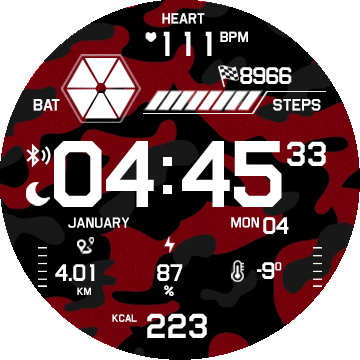 HEART
111 BPM
8966
BAT
STEPS
04:45 33
JANUARY
MON 04
4.01
KM
87
%
-9°
KCAL 223